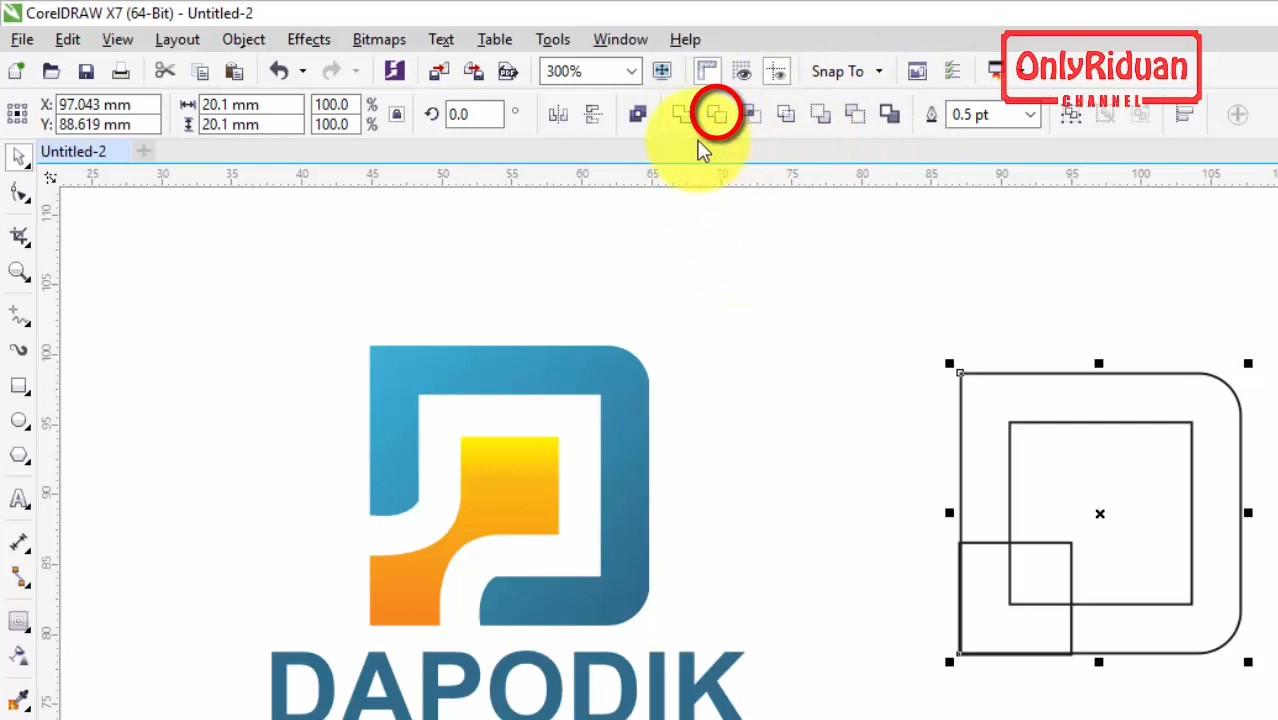 CorelDRAW X7 (64-Bit) - Untitled-2
File Edit View Layout Object Effects Bitmaps Text Table Tools Window Help
300% Snap To
OnlyRiduan
CHANNEL
X: 97.043 mm 20.1 mm 100.0 % 0.0 ° 0.5 pt
Y: 88.619 mm 20.1 mm 100.0 %
Untitled-2
25 30 35 40 45 50 55 60 65 70 75 80 85 90 95 100 105
110
105
100
95
90
85
80
75
DAPODIK